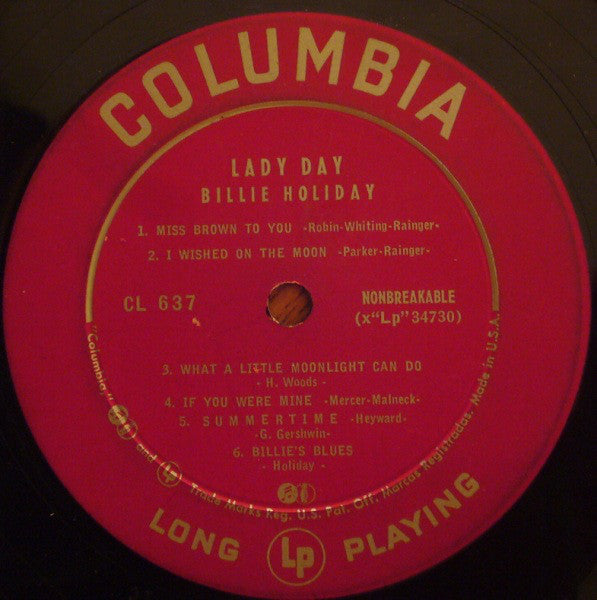 COLUMBIA
LADY DAY
BILLIE HOLIDAY
1. MISS BROWN TO YOU -Robin-Whiting-Rainger-
2. I WISHED ON THE MOON -Parker-Rainger-
CL 637
NONBREAKABLE
(x"Lp" 34730)
3. WHAT A LITTLE MOONLIGHT CAN DO
- H. Woods -
4. IF YOU WERE MINE -Mercer-Malneck-
5. SUMMERTIME -Heyward-
-G. Gershwin-
6. BILLIE'S BLUES
- Holiday -
"Columbia," and Lp Trade Marks Reg. U.S. Pat. Off. Marcas Registradas. Made in U.S.A.
LONG Lp PLAYING